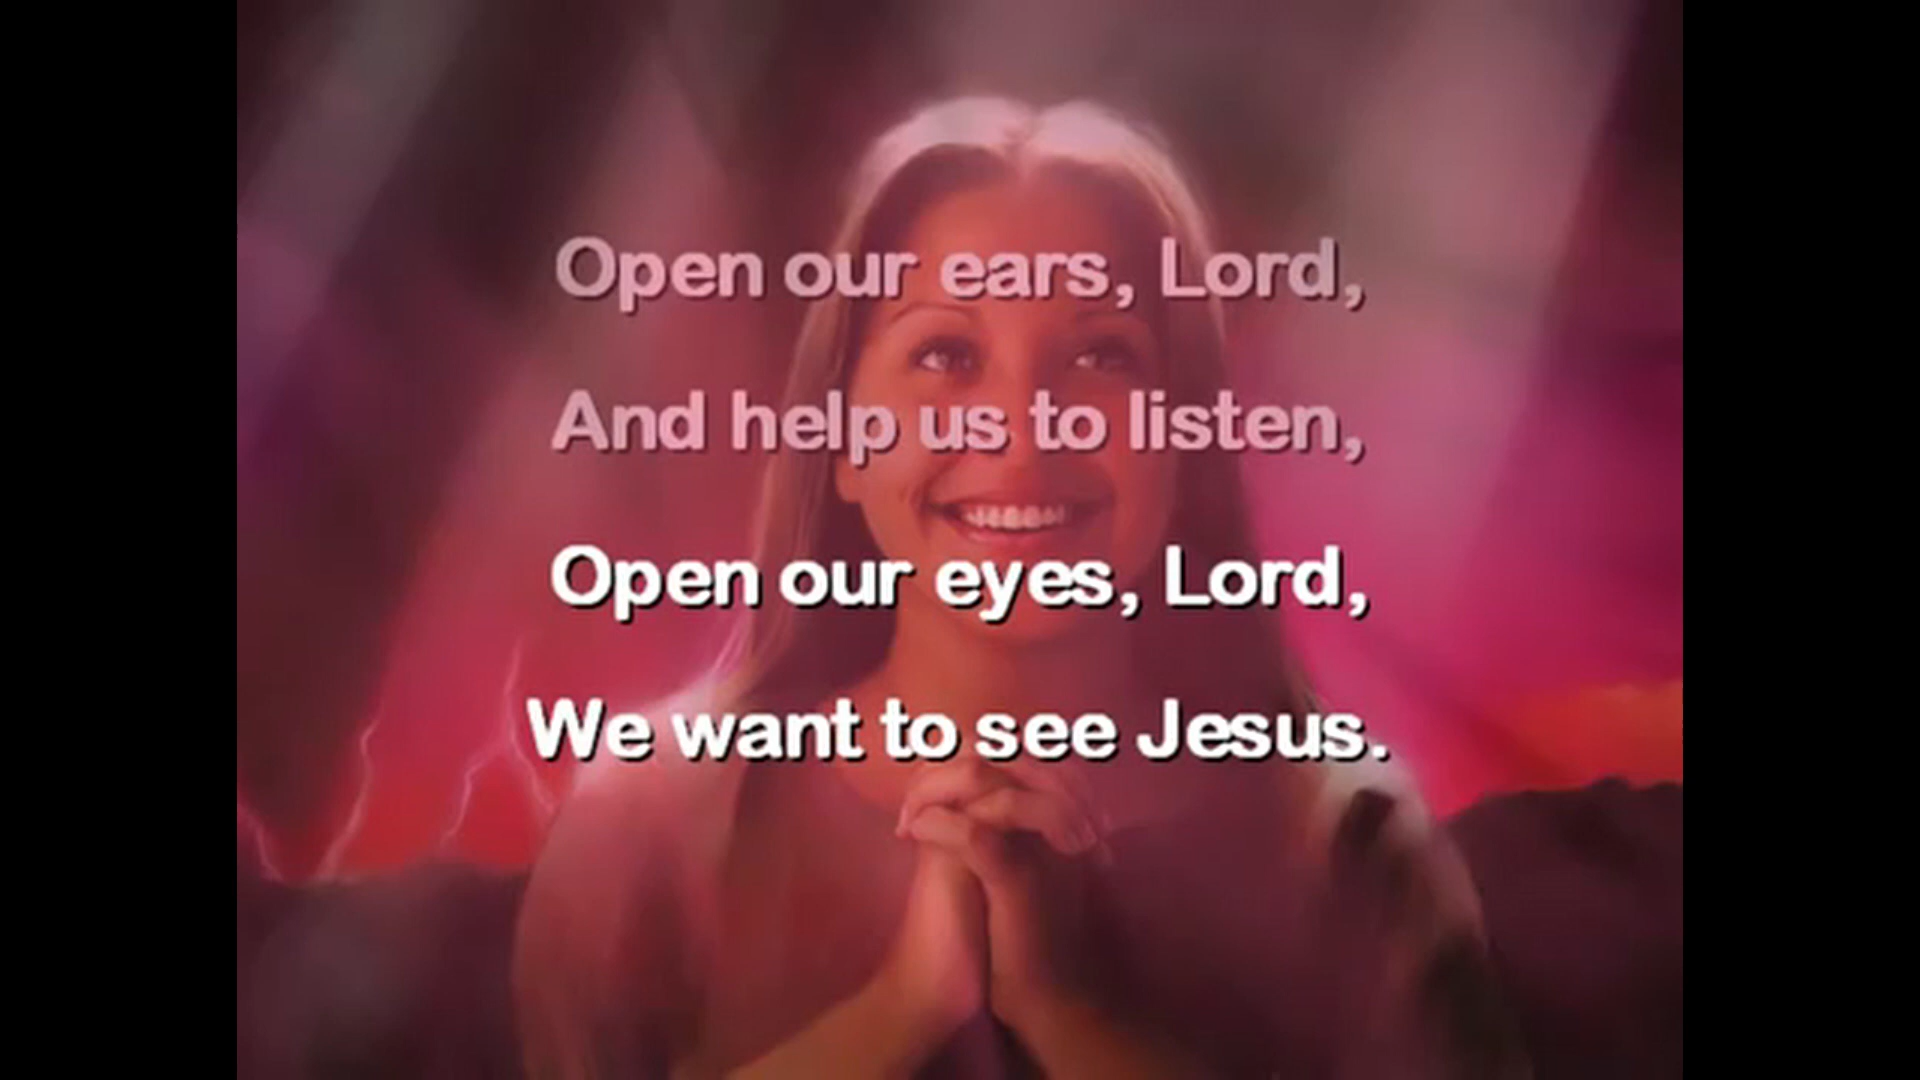 Open our ears, Lord,
And help us to listen,
Open our eyes, Lord,
We want to see Jesus.